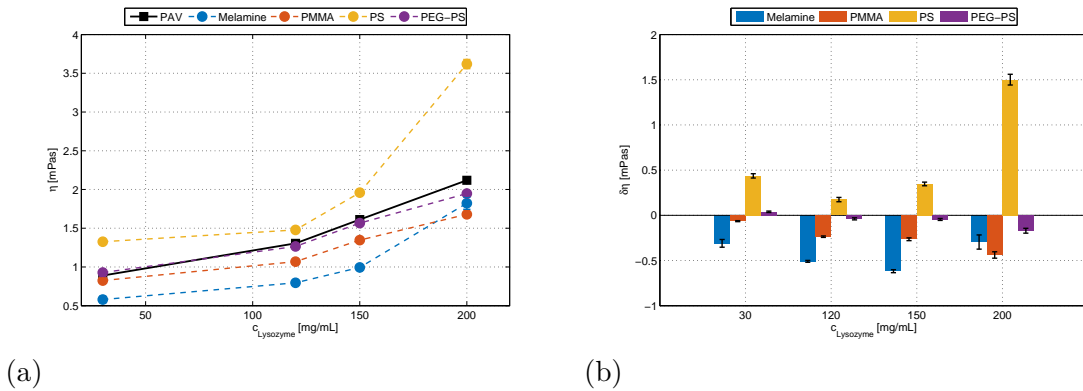 PAV Melamine PMMA PS PEG−PS
4
3.5
3
2.5
2
1.5
1
0.5
50 100 150 200
η [mPas]
c_Lysozyme [mg/mL]
(a)
Melamine PMMA PS PEG−PS
2
1.5
1
0.5
0
−0.5
−1
30 120 150 200
δη [mPas]
c_Lysozyme [mg/mL]
(b)